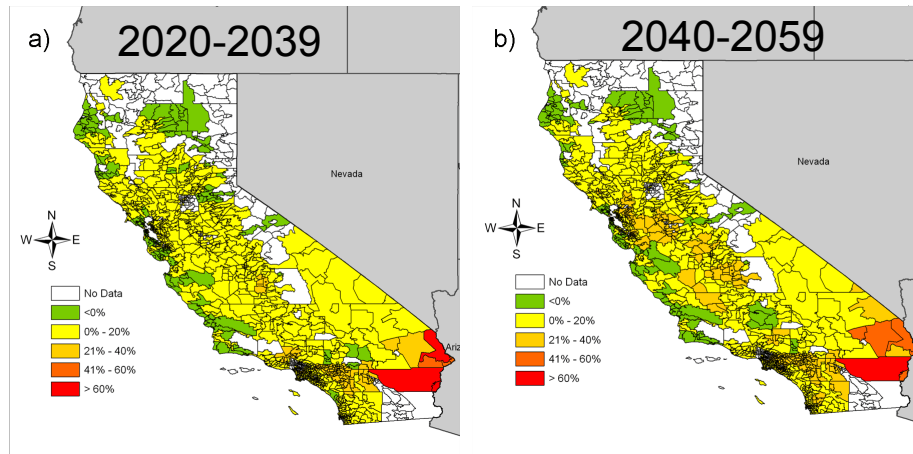 a)
2020-2039
Nevada
N
W E
S
No Data
<0%
0% - 20%
21% - 40%
41% - 60%
> 60%
Ariz
b)
2040-2059
Nevada
N
W E
S
No Data
<0%
0% - 20%
21% - 40%
41% - 60%
> 60%